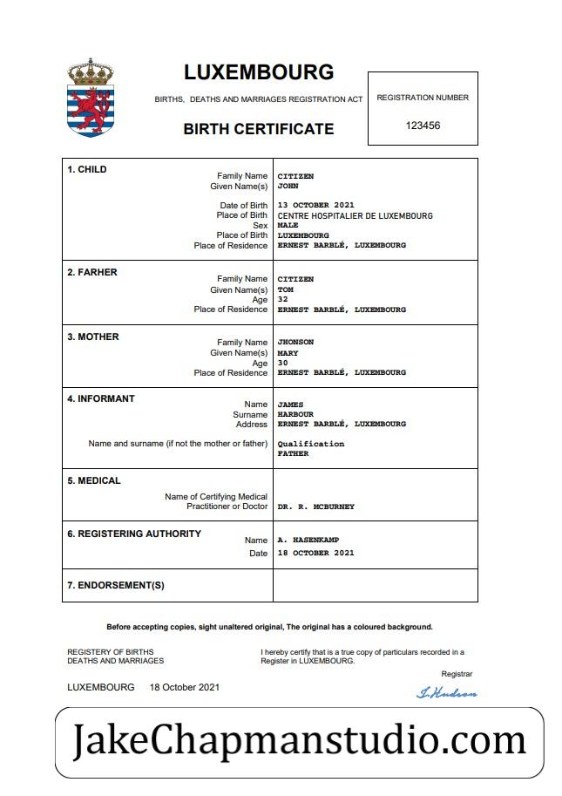 LUXEMBOURG
BIRTHS, DEATHS AND MARRIAGES REGISTRATION ACT
BIRTH CERTIFICATE
REGISTRATION NUMBER
123456
1. CHILD
Family Name CITIZEN
Given Name(s) JOHN
Date of Birth 13 OCTOBER 2021
Place of Birth CENTRE HOSPITALIER DE LUXEMBOURG
Sex MALE
Place of Birth LUXEMBOURG
Place of Residence ERNEST BARBLÉ, LUXEMBOURG
2. FARHER
Family Name CITIZEN
Given Name(s) TOM
Age 32
Place of Residence ERNEST BARBLÉ, LUXEMBOURG
3. MOTHER
Family Name JHONSON
Given Name(s) MARY
Age 30
Place of Residence ERNEST BARBLÉ, LUXEMBOURG
4. INFORMANT
Name JAMES
Surname HARBOUR
Address ERNEST BARBLÉ, LUXEMBOURG
Name and surname (if not the mother or father) Qualification
FATHER
5. MEDICAL
Name of Certifying Medical
Practitioner or Doctor DR. R. MCBURNEY
6. REGISTERING AUTHORITY
Name A. HASENKAMP
Date 18 OCTOBER 2021
7. ENDORSEMENT(S)
Before accepting copies, sight unaltered original, The original has a coloured background.
REGISTERY OF BIRTHS
DEATHS AND MARRIAGES
I hereby certify that is a true copy of particulars recorded in a
Register in LUXEMBOURG.
Registrar
LUXEMBOURG 18 October 2021
J.Hudson
JakeChapmanstudio.com